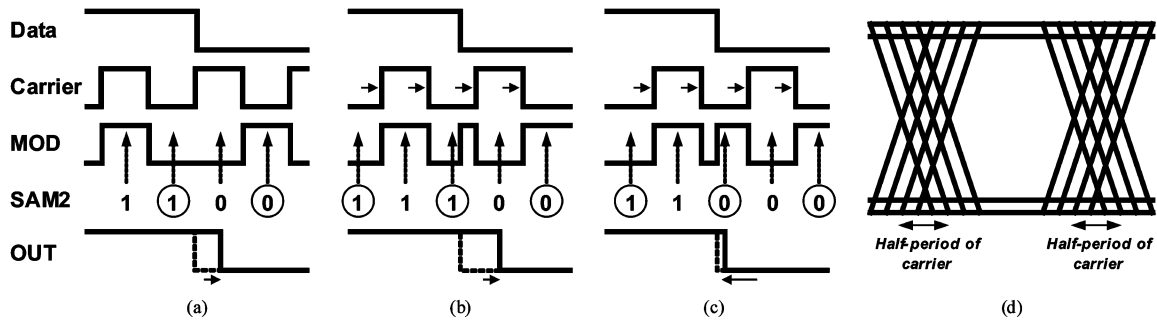 Data
Carrier
MOD
SAM2
1 1 0 0
1 1 1 0 0
1 1 0 0 0
OUT
Half-period of
carrier
Half-period of
carrier
(a)
(b)
(c)
(d)